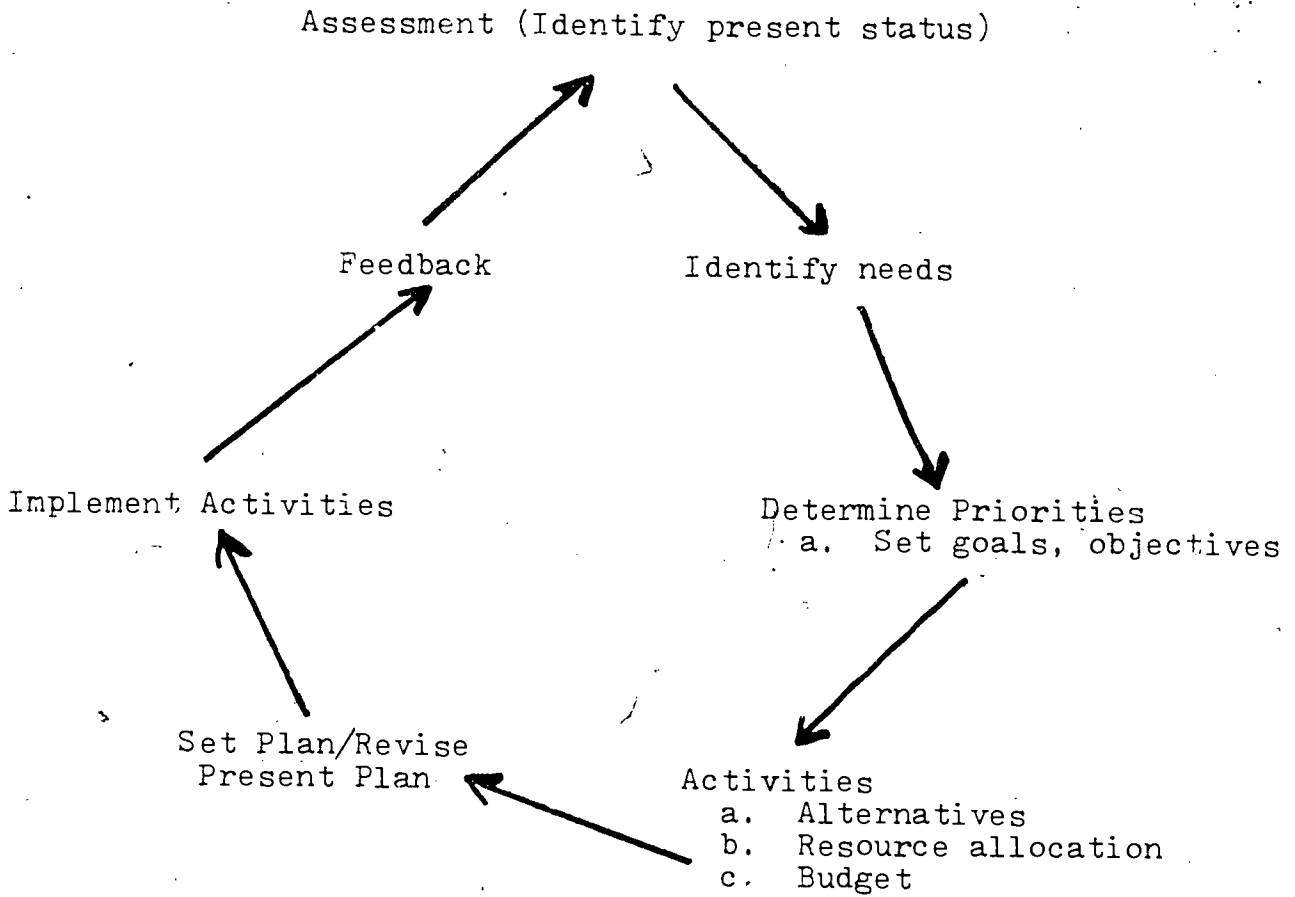 Assessment (Identify present status)
Feedback
Identify needs
Implement Activities
Determine Priorities
a. Set goals, objectives
Set Plan/Revise
Present Plan
Activities
a. Alternatives
b. Resource allocation
c. Budget